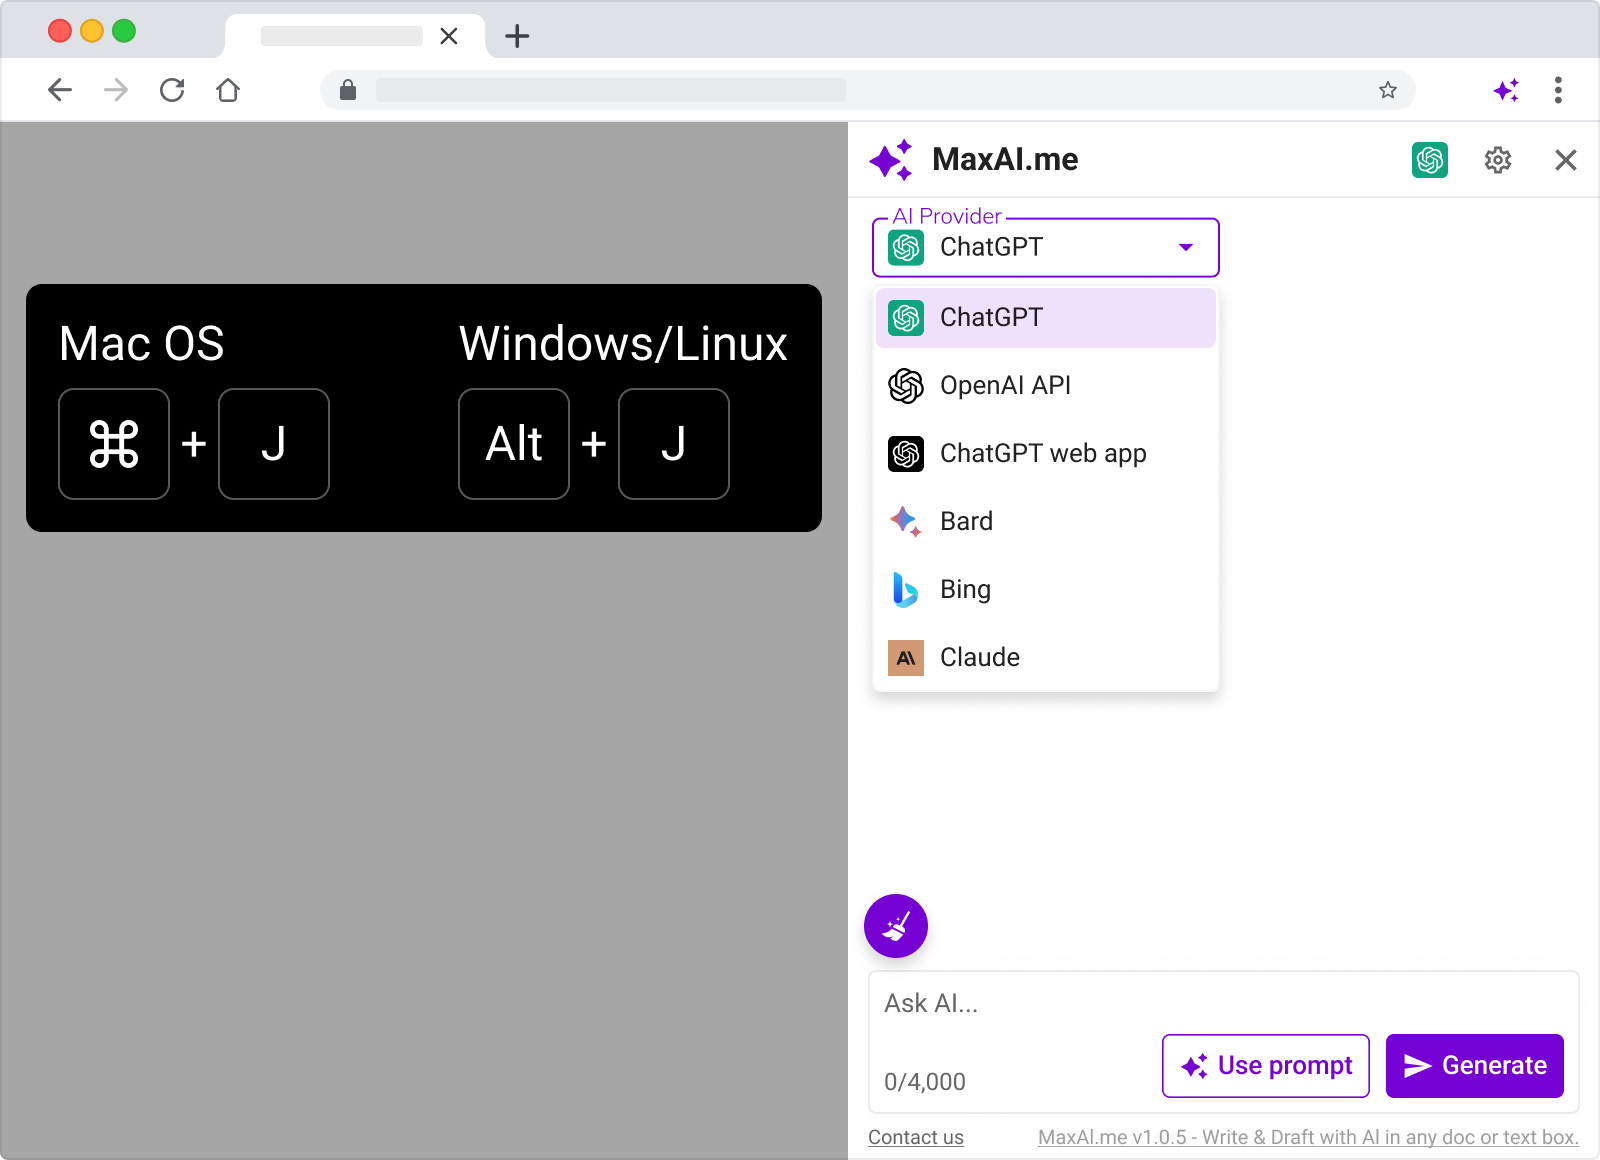 MaxAI.me
AI Provider
ChatGPT
ChatGPT
OpenAI API
ChatGPT web app
Bard
Bing
Claude
Mac OS
⌘ + J
Windows/Linux
Alt + J
Ask AI...
0/4,000
Use prompt
Generate
Contact us
MaxAI.me v1.0.5 - Write & Draft with AI in any doc or text box.